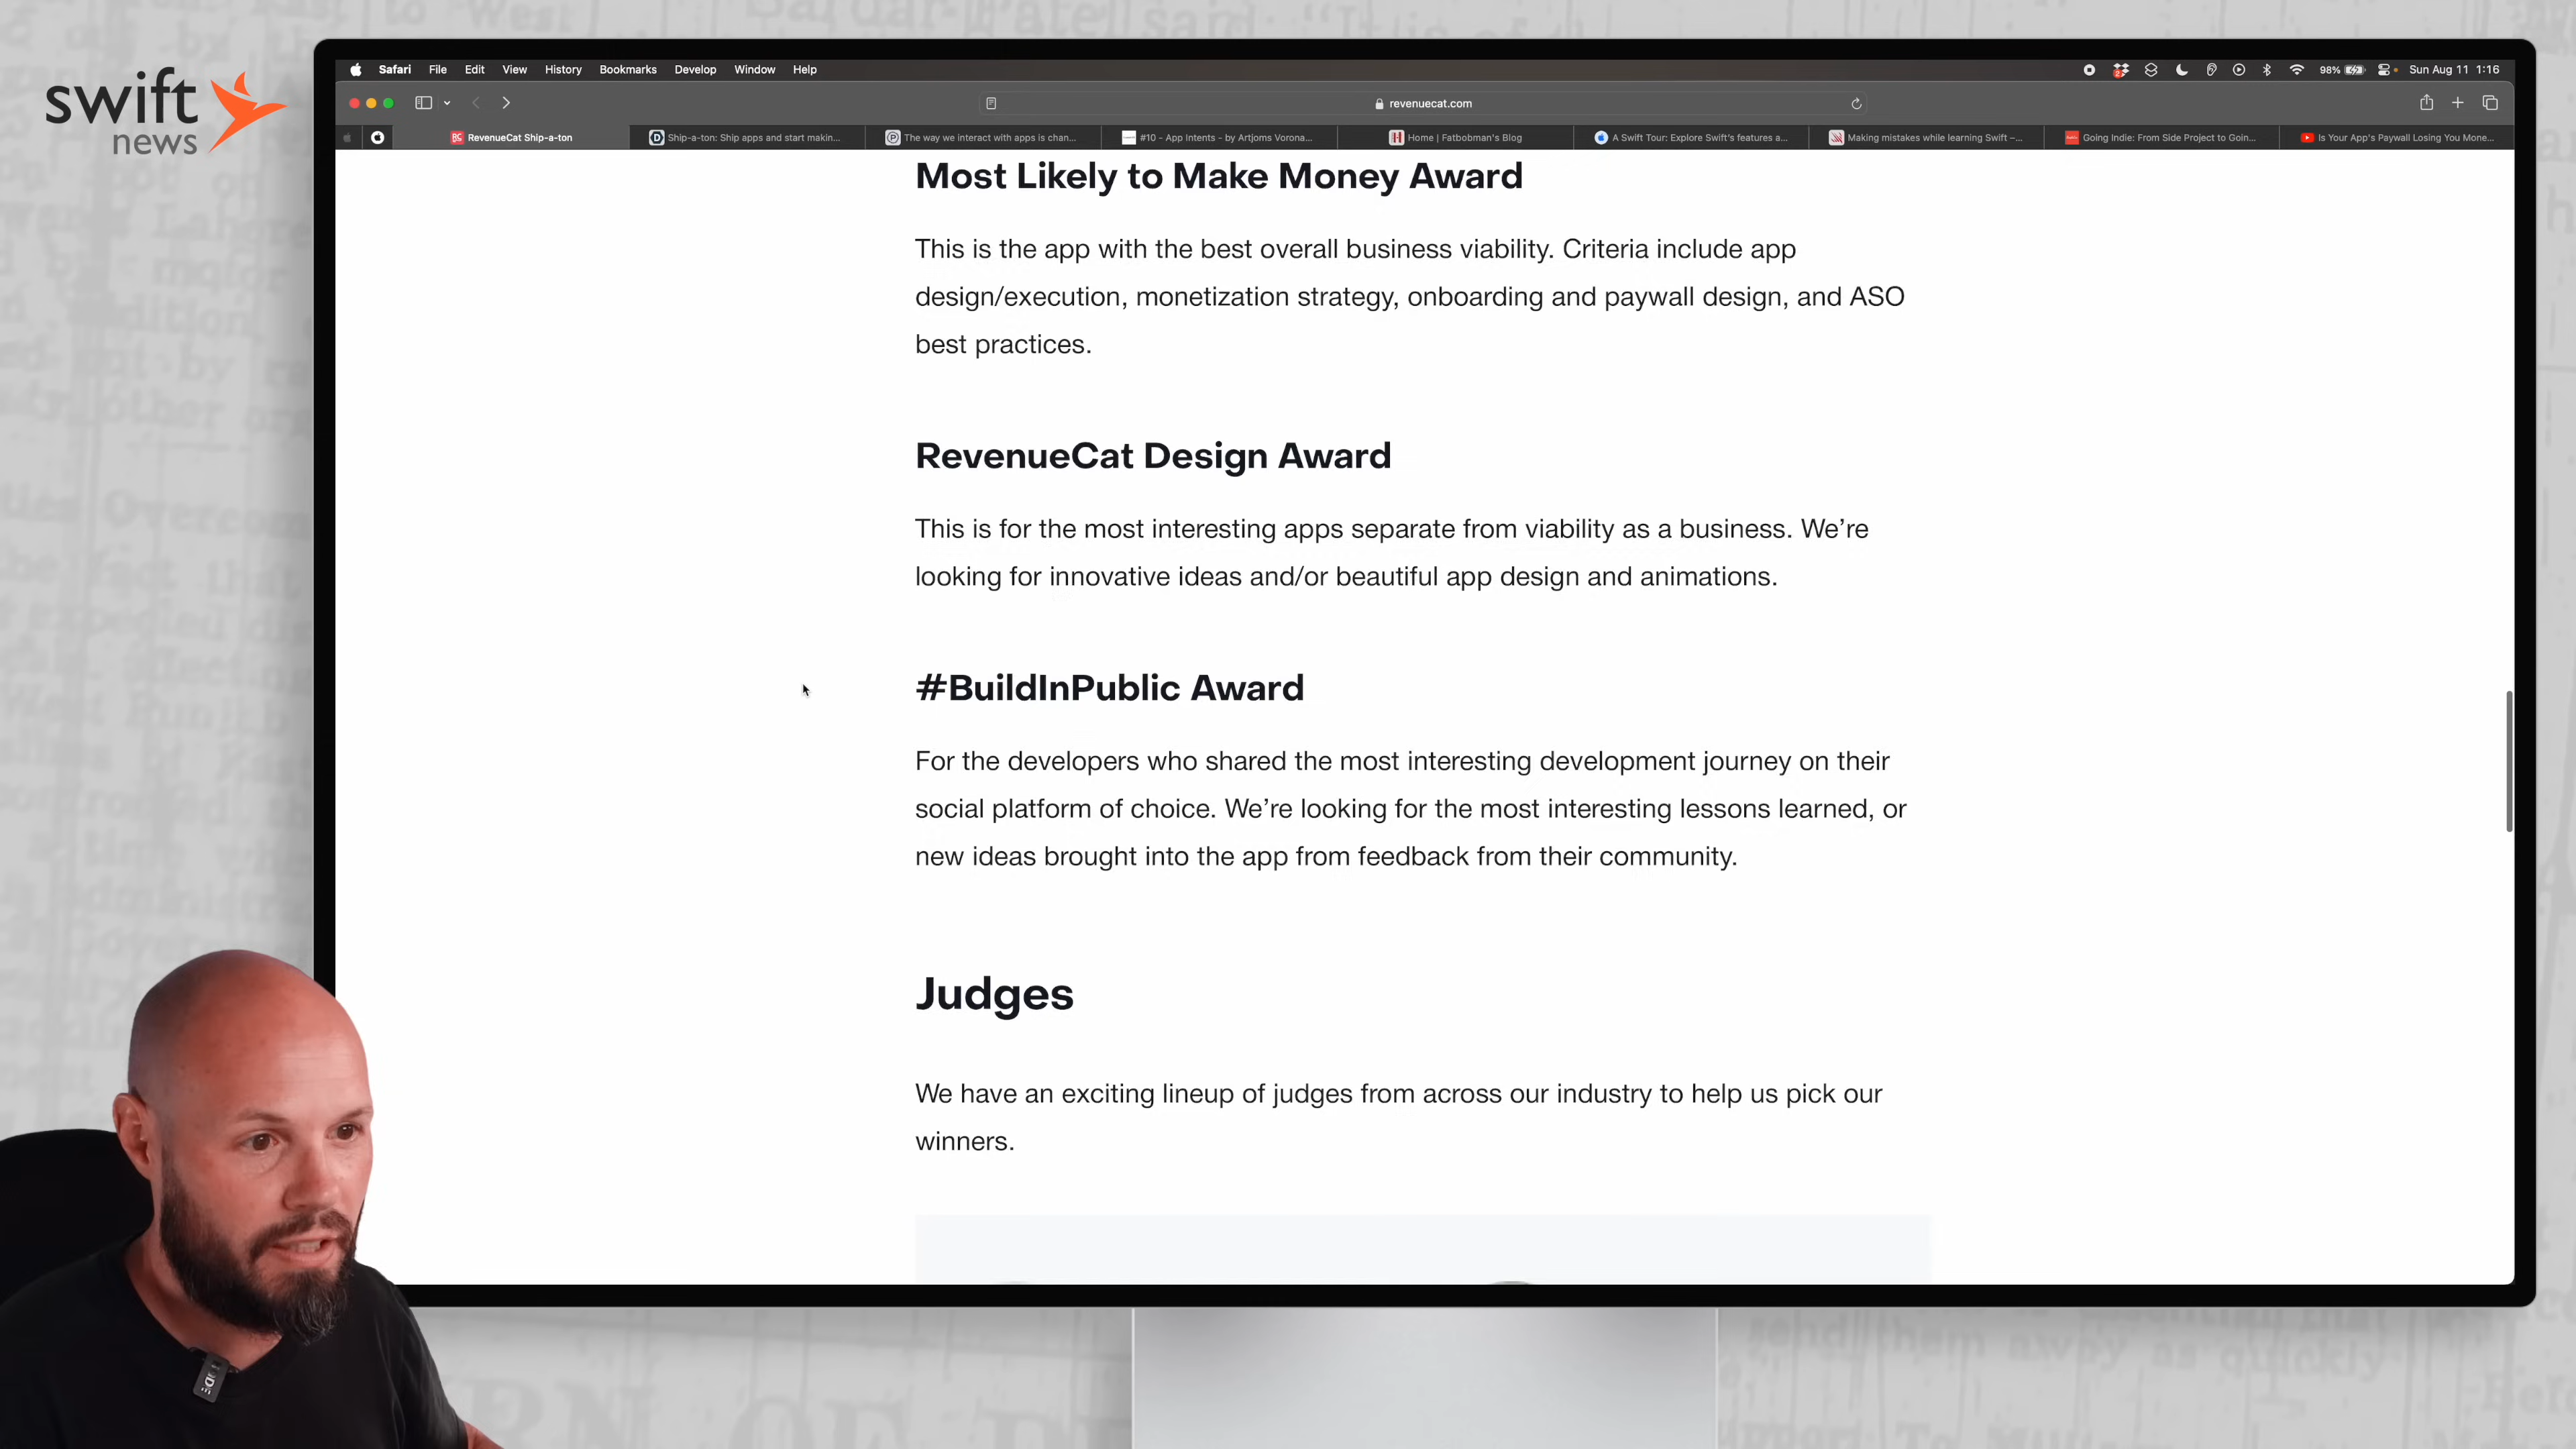 swift
news
Safari File Edit View History Bookmarks Develop Window Help
98% Sun Aug 11 1:16
revenuecat.com
RevenueCat Ship-a-ton
Ship-a-ton: Ship apps and start makin...
The way we interact with apps is chan...
#10 - App Intents - by Artjoms Vorona...
Home | Fatbobman's Blog
A Swift Tour: Explore Swift's features a...
Making mistakes while learning Swift –...
Going Indie: From Side Project to Goin...
Is Your App's Paywall Losing You Mone...
Most Likely to Make Money Award
This is the app with the best overall business viability. Criteria include app
design/execution, monetization strategy, onboarding and paywall design, and ASO
best practices.
RevenueCat Design Award
This is for the most interesting apps separate from viability as a business. We're
looking for innovative ideas and/or beautiful app design and animations.
#BuildInPublic Award
For the developers who shared the most interesting development journey on their
social platform of choice. We're looking for the most interesting lessons learned, or
new ideas brought into the app from feedback from their community.
Judges
We have an exciting lineup of judges from across our industry to help us pick our
winners.